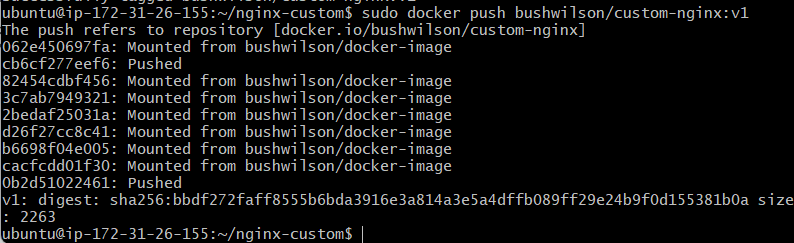 ubuntu@ip-172-31-26-155:~/nginx-custom$ sudo docker push bushwilson/custom-nginx:v1
The push refers to repository [docker.io/bushwilson/custom-nginx]
062e450697fa: Mounted from bushwilson/docker-image
cb6cf277eef6: Pushed
82454cdbf456: Mounted from bushwilson/docker-image
3c7ab7949321: Mounted from bushwilson/docker-image
2bedaf25031a: Mounted from bushwilson/docker-image
d26f27cc8c41: Mounted from bushwilson/docker-image
b6698f04e005: Mounted from bushwilson/docker-image
cacfcdd01f30: Mounted from bushwilson/docker-image
0b2d51022461: Pushed
v1: digest: sha256:bbdf272faff8555b6bda3916e3a814a3e5a4dffb089ff29e24b9f0d155381b0a size
: 2263
ubuntu@ip-172-31-26-155:~/nginx-custom$